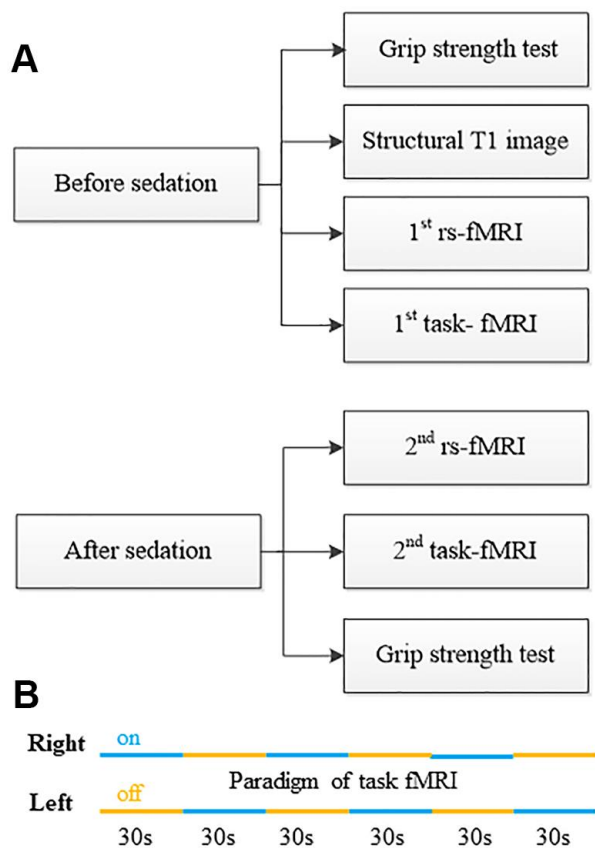 A
Before sedation
Grip strength test
Structural T1 image
1st rs-fMRI
1st task- fMRI
After sedation
2nd rs-fMRI
2nd task-fMRI
Grip strength test
B
Right on
Paradigm of task fMRI
Left off
30s 30s 30s 30s 30s 30s